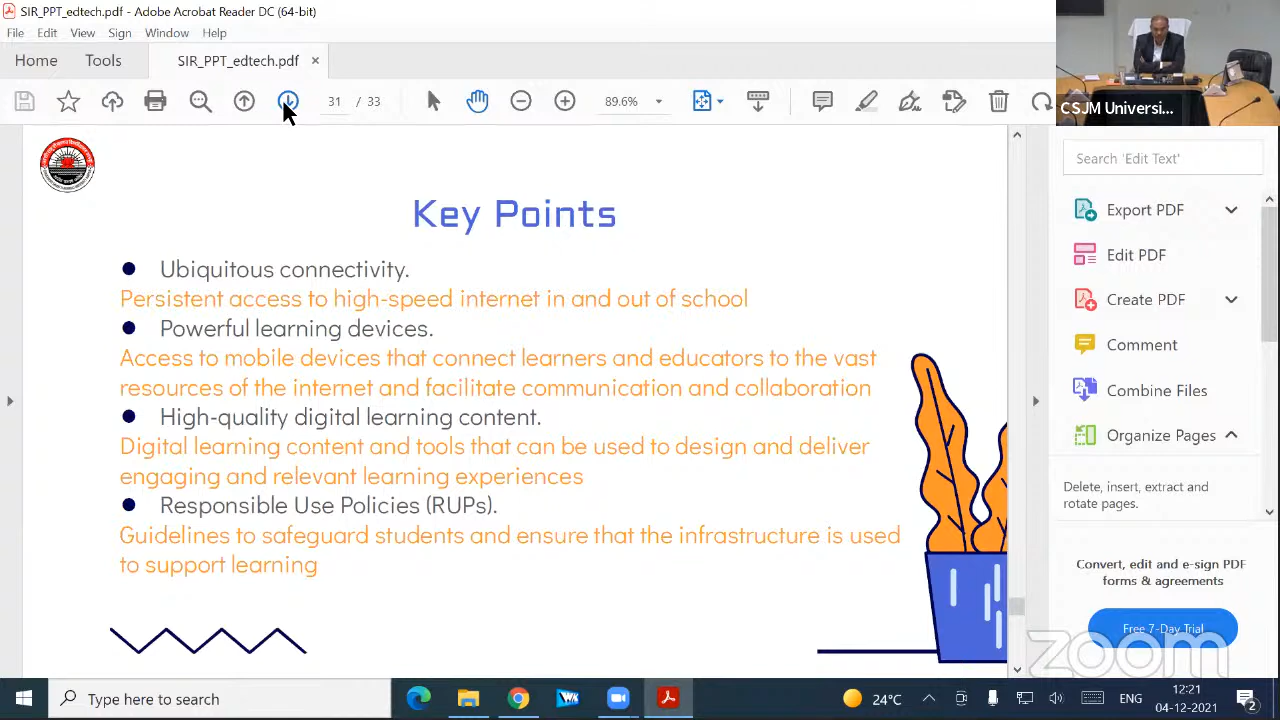 SIR_PPT_edtech.pdf - Adobe Acrobat Reader DC (64-bit)
File Edit View Sign Window Help
Home Tools SIR_PPT_edtech.pdf ×
31 / 33 89.6%
CSJM Universi...
Key Points
Ubiquitous connectivity.
Persistent access to high-speed internet in and out of school
Powerful learning devices.
Access to mobile devices that connect learners and educators to the vast
resources of the internet and facilitate communication and collaboration
High-quality digital learning content.
Digital learning content and tools that can be used to design and deliver
engaging and relevant learning experiences
Responsible Use Policies (RUPs).
Guidelines to safeguard students and ensure that the infrastructure is used
to support learning
Search 'Edit Text'
Export PDF
Edit PDF
Create PDF
Comment
Combine Files
Organize Pages
Delete, insert, extract and
rotate pages.
Convert, edit and e-sign PDF
forms & agreements
Free 7-Day Trial
zoom
Type here to search
24°C ENG
12:21
04-12-2021
2